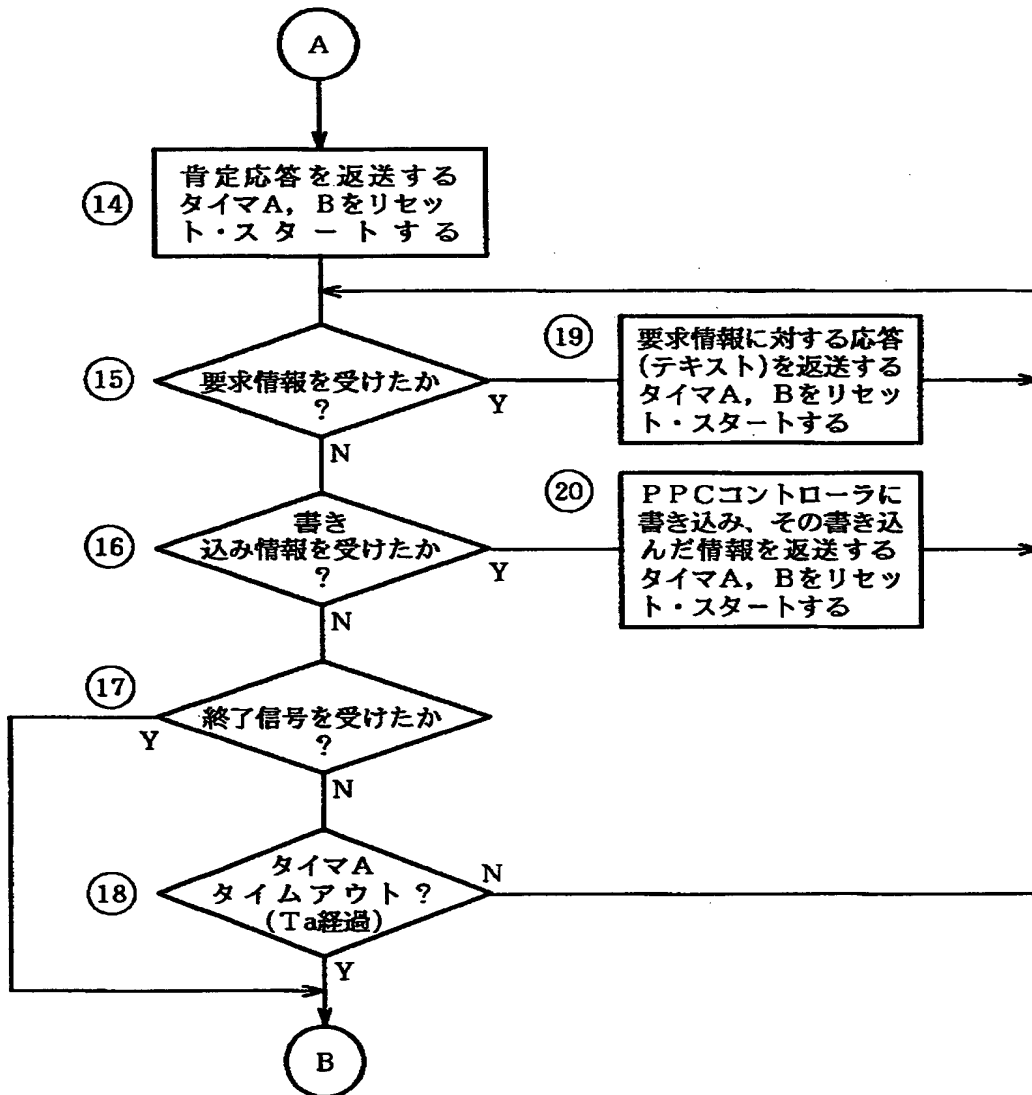 A
⑭
肯定応答を返送する
タイマA，Bをリセッ
ト・スタートする
⑮
要求情報を受けたか
？
Y
N
⑲
要求情報に対する応答
(テキスト)を返送する
タイマA，Bをリセッ
ト・スタートする
⑯
書き
込み情報を受けたか
？
Y
N
⑳
PPCコントローラに
書き込み、その書き込
んだ情報を返送する
タイマA，Bをリセッ
ト・スタートする
⑰
終了信号を受けたか
？
Y
N
⑱
タイマA
タイムアウト？
(Ta経過)
N
Y
B